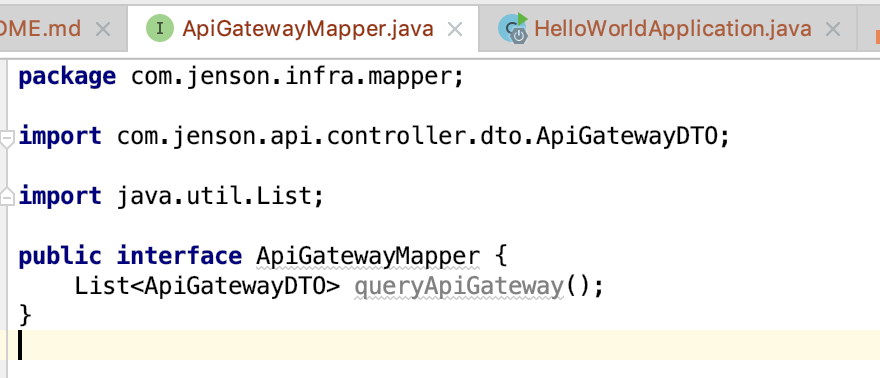 OME.md
I ApiGatewayMapper.java
C HelloWorldApplication.java
package com.jenson.infra.mapper;
import com.jenson.api.controller.dto.ApiGatewayDTO;
import java.util.List;
public interface ApiGatewayMapper {
List<ApiGatewayDTO> queryApiGateway();
}